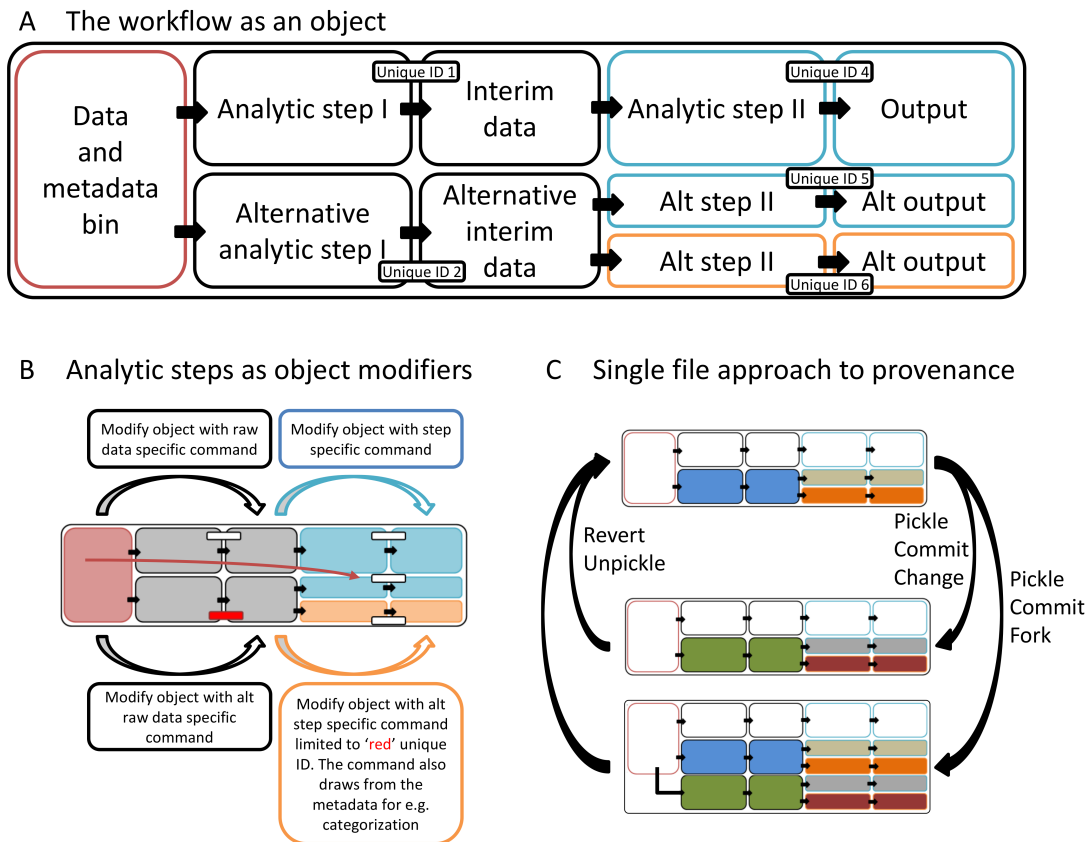 A The workflow as an object
Data
and
metadata
bin
Analytic step I
Unique ID 1
Interim
data
Analytic step II
Unique ID 4
Output
Alternative
analytic step I
Unique ID 2
Alternative
interim
data
Alt step II
Unique ID 5
Alt output
Alt step II
Unique ID 6
Alt output
B Analytic steps as object modifiers
Modify object with raw
data specific command
Modify object with step
specific command
Modify object with alt
raw data specific
command
Modify object with alt
step specific command
limited to ‘red’ unique
ID. The command also
draws from the
metadata for e.g.
categorization
C Single file approach to provenance
Revert
Unpickle
Pickle
Commit
Change
Pickle
Commit
Fork